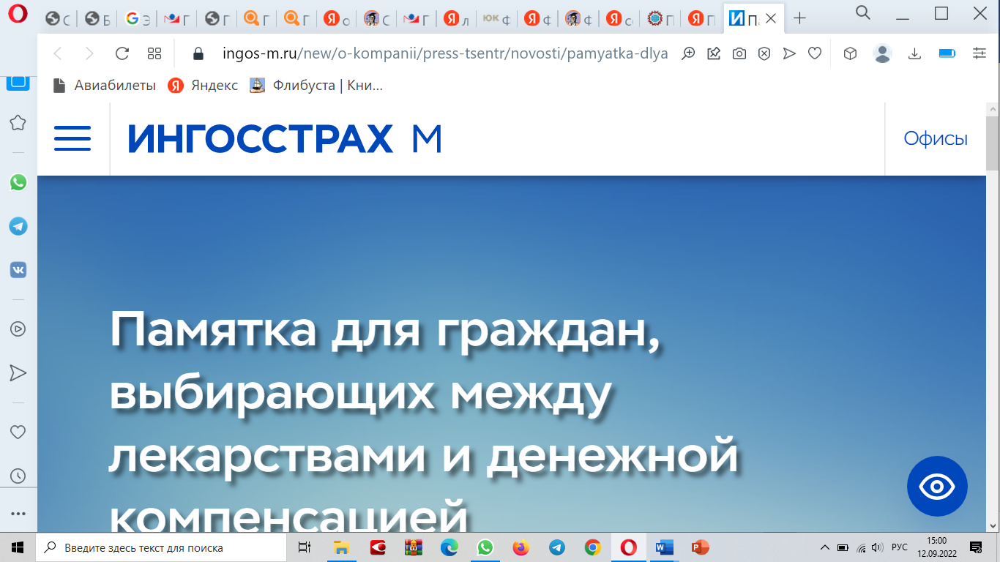 С Б Э Г Г Г Г о С Г л Ф Ф Ф с П П П
ingos-m.ru/new/o-kompanii/press-tsentr/novosti/pamyatka-dlya
Авиабилеты Яндекс Флибуста | Кни...
ИНГОССТРАХ М
Офисы
Памятка для граждан,
выбирающих между
лекарствами и денежной
компенсацией
Введите здесь текст для поиска
РУС
15:00
12.09.2022